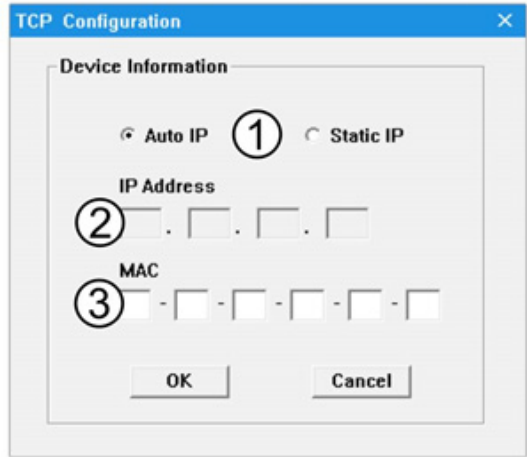 TCP Configuration
Device Information
Auto IP 1 Static IP
IP Address
2 . . .
MAC
3 - - - - -
OK Cancel